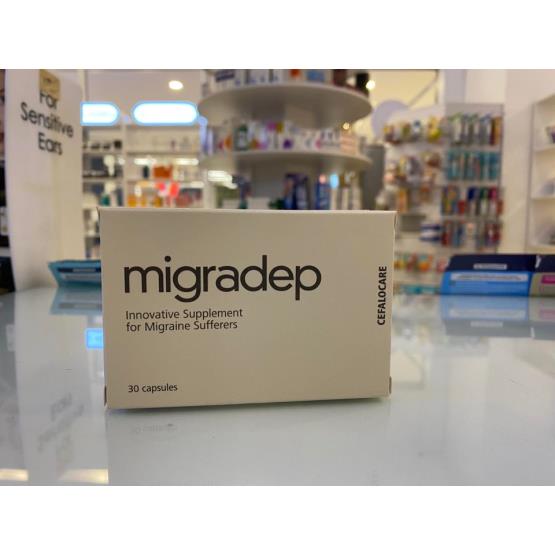 For
Sensitive
Ears
migradep
Innovative Supplement
for Migraine Sufferers
30 capsules
CEFALOCARE